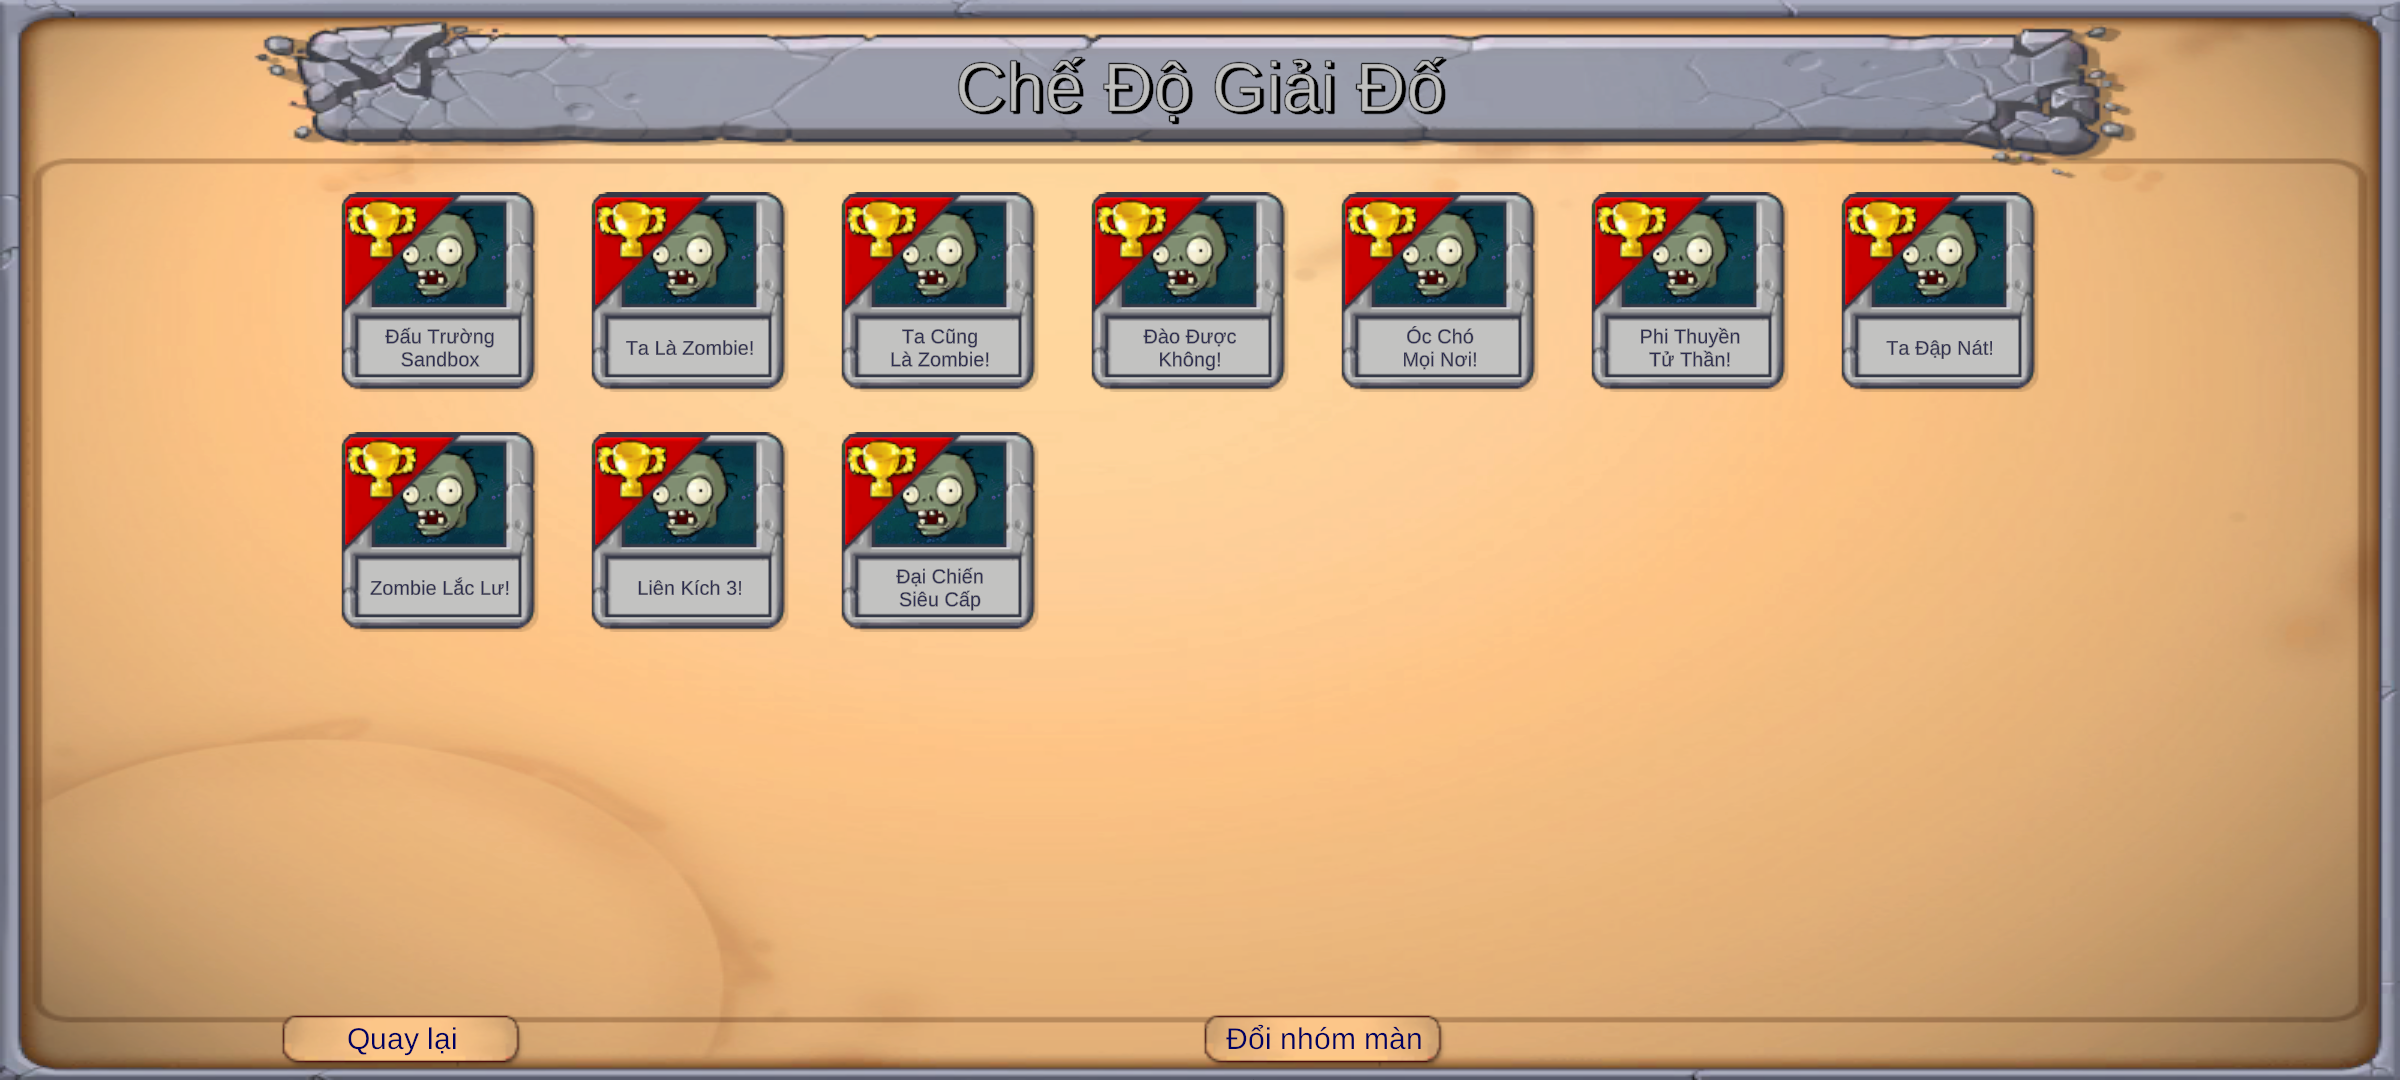 Chế Độ Giải Đố
Đấu Trường
Sandbox
Ta Là Zombie!
Ta Cũng
Là Zombie!
Đào Được
Không!
Óc Chó
Mọi Nơi!
Phi Thuyền
Tử Thần!
Ta Đập Nát!
Zombie Lắc Lư!
Liên Kích 3!
Đại Chiến
Siêu Cấp
Quay lại
Đổi nhóm màn